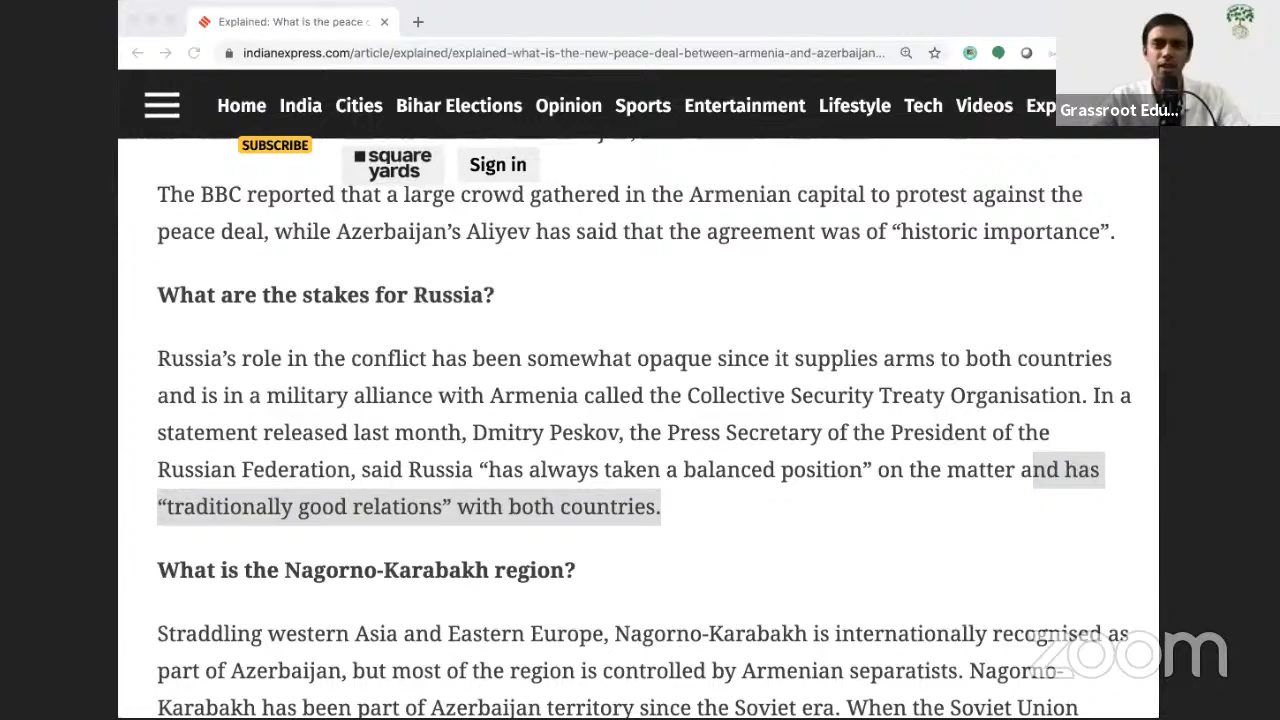 Explained: What is the peace
indianexpress.com/article/explained/explained-what-is-the-new-peace-deal-between-armenia-and-azerbaijan...
Home India Cities Bihar Elections Opinion Sports Entertainment Lifestyle Tech Videos Exp
Grassroot Edu...
SUBSCRIBE
square
yards
Sign in
The BBC reported that a large crowd gathered in the Armenian capital to protest against the
peace deal, while Azerbaijan’s Aliyev has said that the agreement was of “historic importance”.
What are the stakes for Russia?
Russia’s role in the conflict has been somewhat opaque since it supplies arms to both countries
and is in a military alliance with Armenia called the Collective Security Treaty Organisation. In a
statement released last month, Dmitry Peskov, the Press Secretary of the President of the
Russian Federation, said Russia “has always taken a balanced position” on the matter and has
“traditionally good relations” with both countries.
What is the Nagorno-Karabakh region?
Straddling western Asia and Eastern Europe, Nagorno-Karabakh is internationally recognised as
part of Azerbaijan, but most of the region is controlled by Armenian separatists. Nagorno-
Karabakh has been part of Azerbaijan territory since the Soviet era. When the Soviet Union
zoom